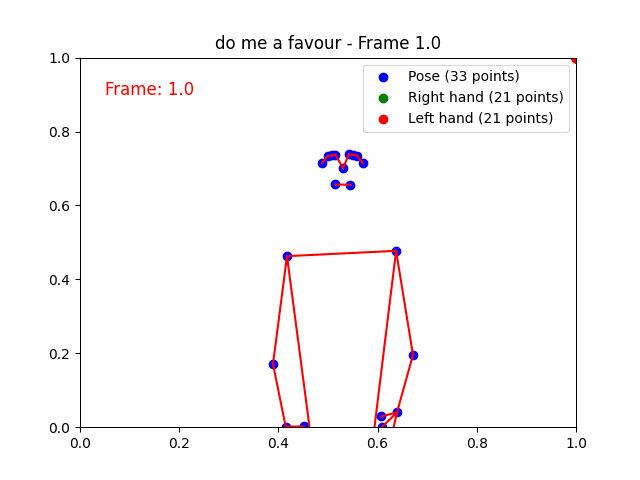 do me a favour - Frame 1.0
Frame: 1.0
Pose (33 points)
Right hand (21 points)
Left hand (21 points)
1.0
0.8
0.6
0.4
0.2
0.0
0.0 0.2 0.4 0.6 0.8 1.0